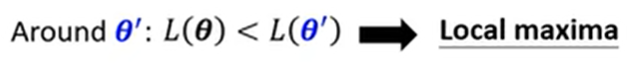 Around θ′: L(θ) < L(θ′) ➡ Local maxima